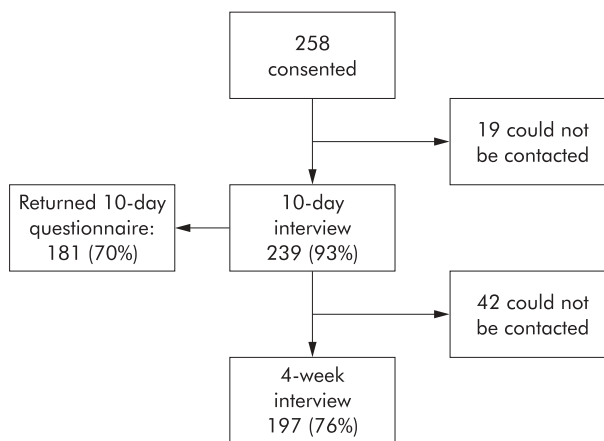 258
consented
19 could not
be contacted
Returned 10-day
questionnaire:
181 (70%)
10-day
interview
239 (93%)
42 could not
be contacted
4-week
interview
197 (76%)